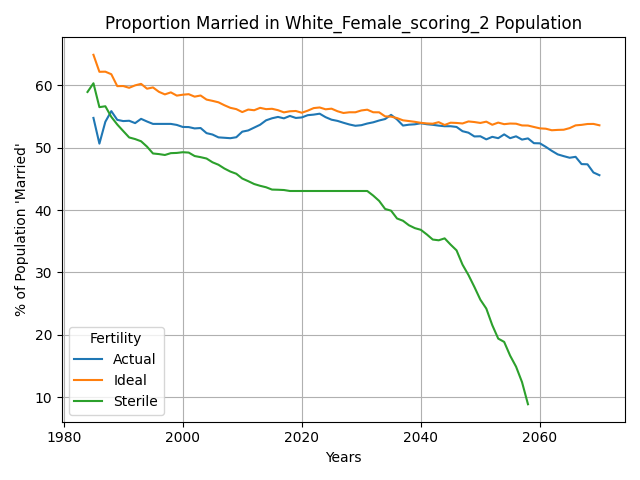 Proportion Married in White_Female_scoring_2 Population
% of Population 'Married'
60
50
40
30
20
10
Fertility
Actual
Ideal
Sterile
1980
2000
2020
2040
2060
Years